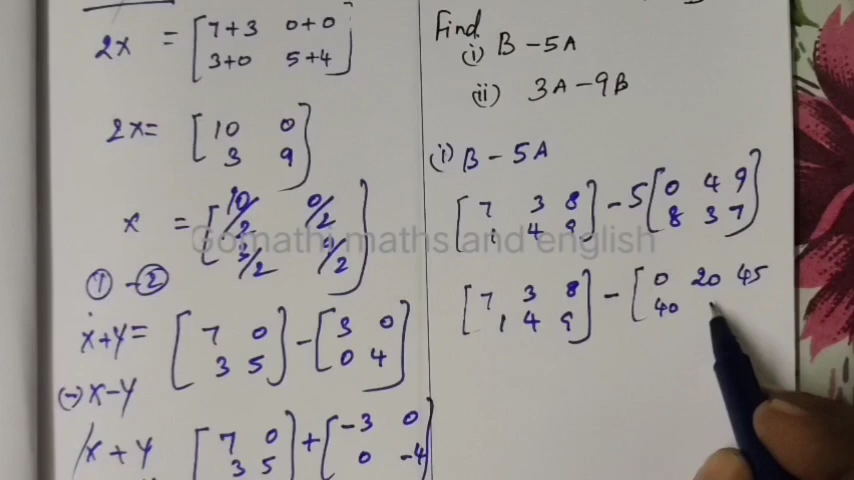 2x = [7+3 0+0
3+0 5+4]
2x= [10 0
3 9]
x = [10/2 0/2
3/2 9/2]
① - ②
x+y= [7 0
3 5] - [3 0
0 4]
(-) x-y
x+y [7 0
3 5] + [-3 0
0 -4]
Find
(i) B-5A
(ii) 3A-9B
(i) B-5A
[7 3 8
1 4 9] -5 [0 4 9
8 3 7]
[7 3 8
1 4 9] - [0 20 45
40
Gomathi maths and english